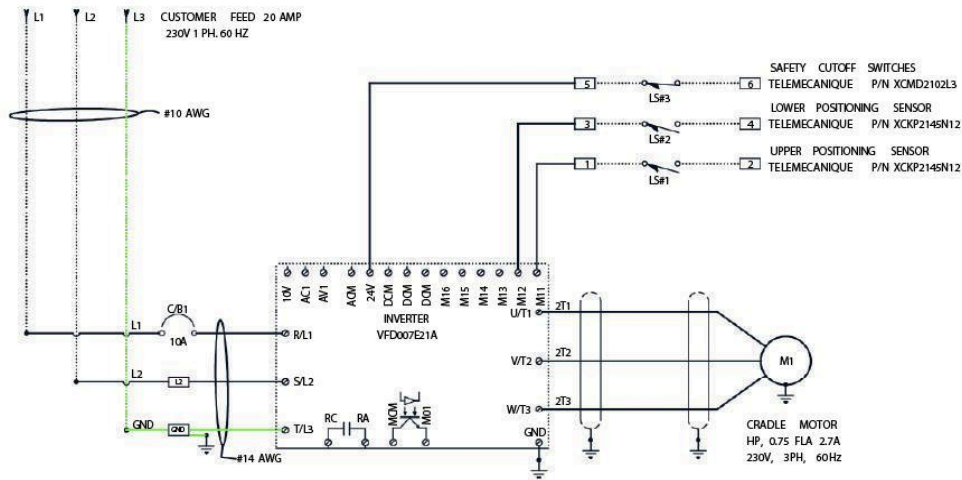 L1 L2 L3 CUSTOMER FEED 20 AMP
230V 1 PH. 60 HZ
#10 AWG
SAFETY CUTOFF SWITCHES
5 LS#3 6 TELEMECANIQUE P/N XCMD2102L3
LOWER POSITIONING SENSOR
3 LS#2 4 TELEMECANIQUE P/N XCKP2145N12
UPPER POSITIONING SENSOR
1 LS#1 2 TELEMECANIQUE P/N XCKP2145N12
10V AC1 AV1 ACM 24V DCM DCM DCM M16 M15 M14 M13 M12 M11
INVERTER
VFD007E21A
C/B1
L1 10A R/L1
L2 L2 S/L2
GND GND T/L3
#14 AWG
RC RA MCM M01
U/T1 2T1
V/T2 2T2
W/T3 2T3
GND
M1
CRADLE MOTOR
HP, 0.75 FLA 2.7A
230V, 3PH, 60Hz